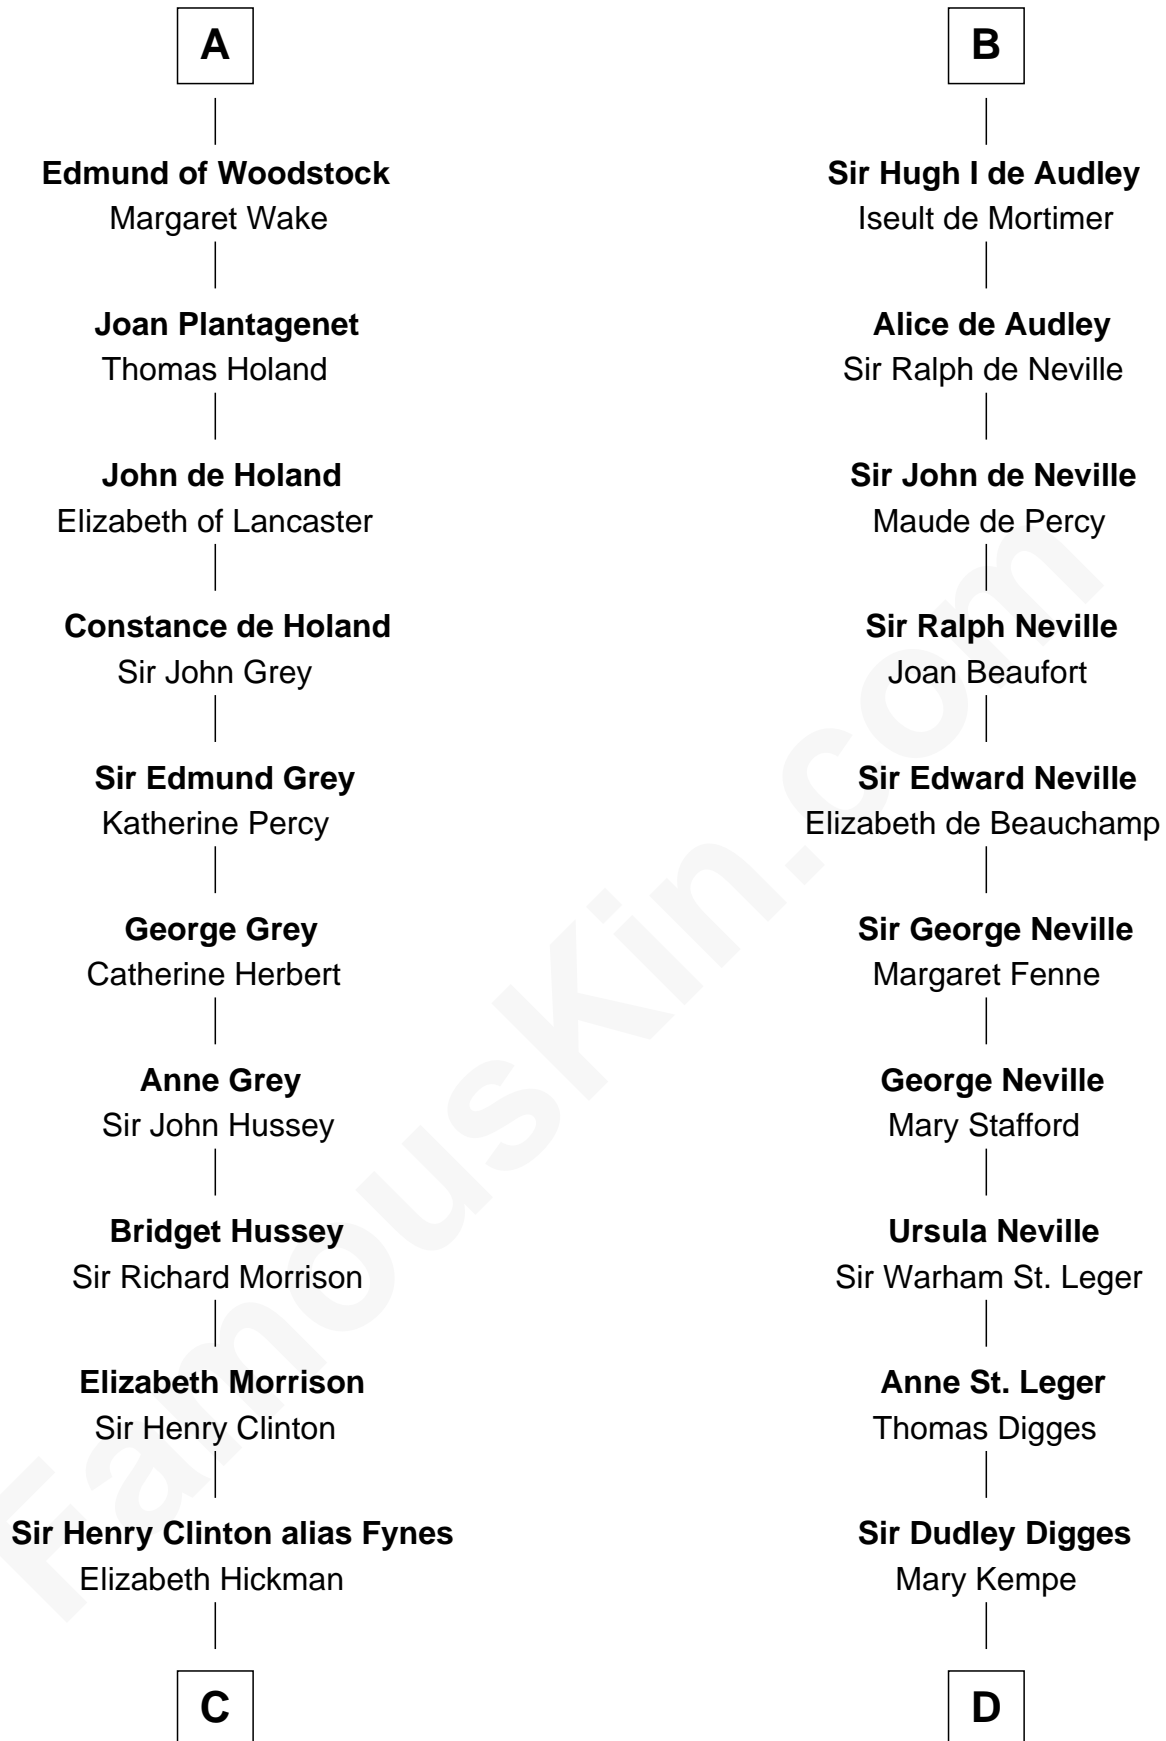 A
Edmund of Woodstock
Margaret Wake
Joan Plantagenet
Thomas Holand
John de Holand
Elizabeth of Lancaster
Constance de Holand
Sir John Grey
Sir Edmund Grey
Katherine Percy
George Grey
Catherine Herbert
Anne Grey
Sir John Hussey
Bridget Hussey
Sir Richard Morrison
Elizabeth Morrison
Sir Henry Clinton
Sir Henry Clinton alias Fynes
Elizabeth Hickman
C
B
Sir Hugh I de Audley
Iseult de Mortimer
Alice de Audley
Sir Ralph de Neville
Sir John de Neville
Maude de Percy
Sir Ralph Neville
Joan Beaufort
Sir Edward Neville
Elizabeth de Beauchamp
Sir George Neville
Margaret Fenne
George Neville
Mary Stafford
Ursula Neville
Sir Warham St. Leger
Anne St. Leger
Thomas Digges
Sir Dudley Digges
Mary Kempe
D
FamousKin.com